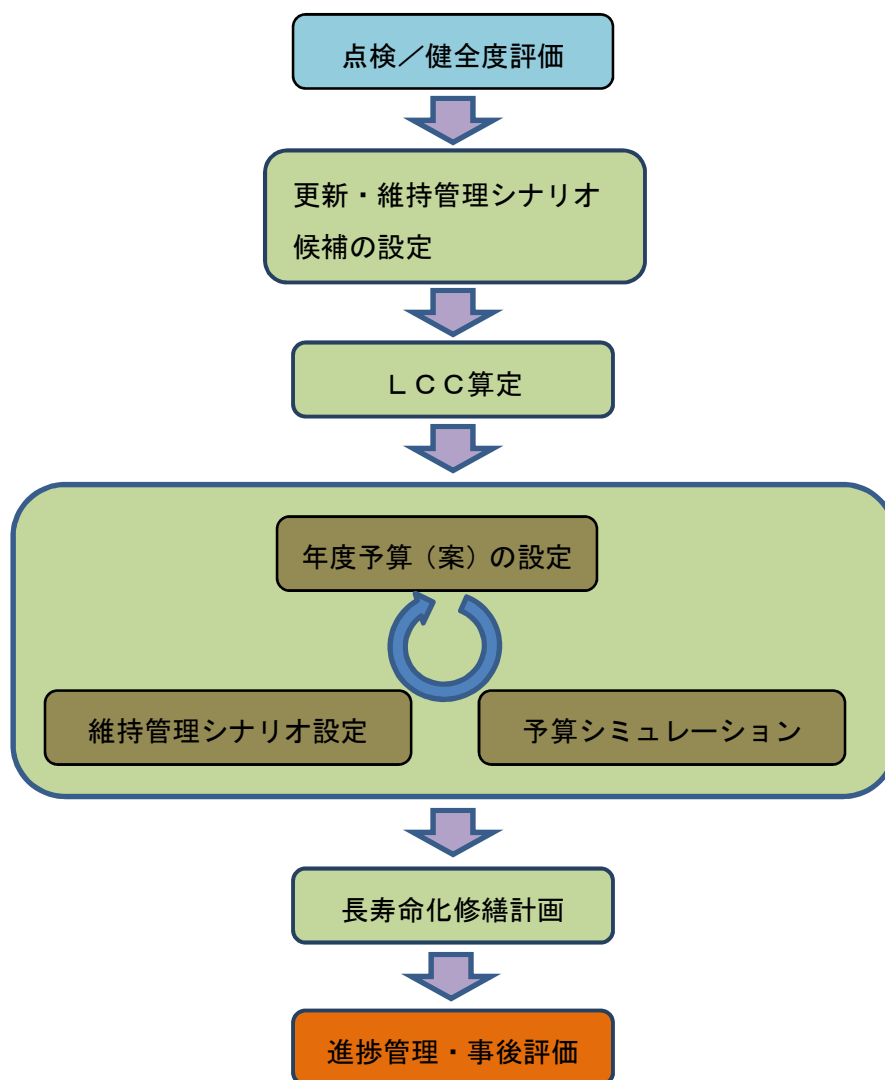 点検／健全度評価
更新・維持管理シナリオ
候補の設定
ＬＣＣ算定
年度予算（案）の設定
維持管理シナリオ設定
予算シミュレーション
長寿命化修繕計画
進捗管理・事後評価